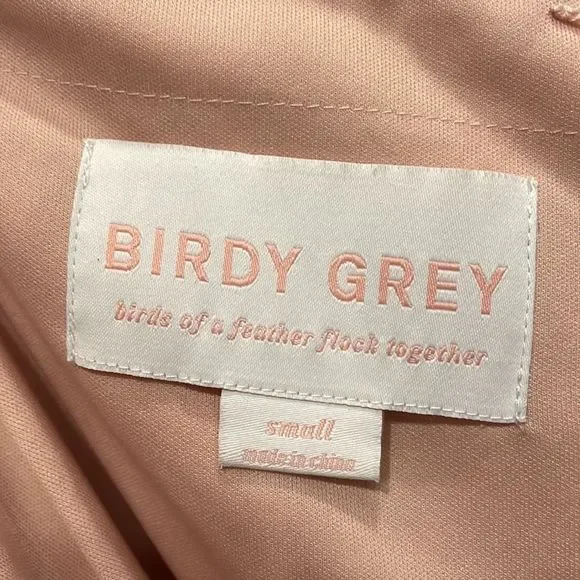 BIRDY GREY
birds of a feather flock together
small
made in china